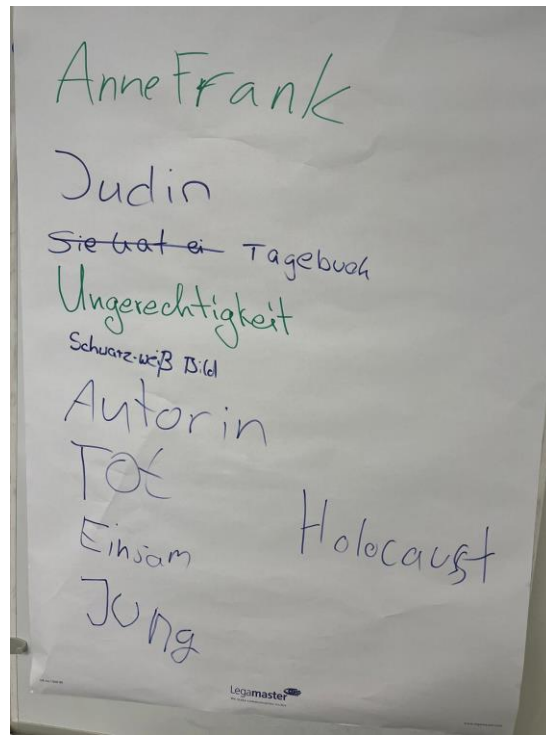 Anne Frank
Judin
Sie hat ei Tagebuch
Ungerechtigkeit
Schwarz-weiß Bild
Autorin
Tot
Einsam
Holocaust
Jung
Legamaster